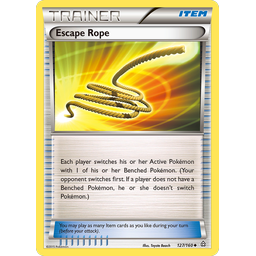 TRAINER
ITEM
Escape Rope
Each player switches his or her Active Pokémon
with 1 of his or her Benched Pokémon. (Your
opponent switches first. If a player does not have a
Benched Pokémon, he or she doesn't switch
Pokémon.)
You may play as many Item cards as you like during your turn
(before your attack).
Illus. Toyste Beach
127/160